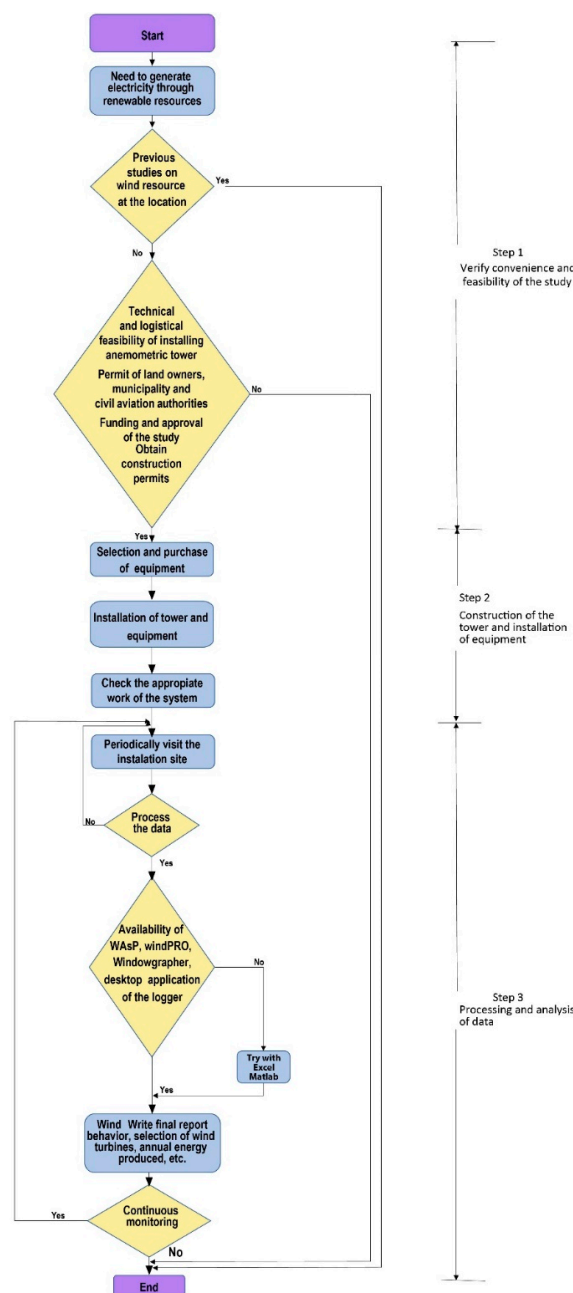 Start
Need to generate
electricity through
renewable resources
Previous
studies on
wind resource
at the location
Yes
No
Step 1
Verify convenience and
feasibility of the study
Technical
and logistical
feasibility of installing
anemometric tower
Permit of land owners,
municipality and
civil aviation authorities
Funding and approval
of the study
Obtain
construction
permits
No
Yes
Selection and purchase
of equipment
Installation of tower and
equipment
Check the appropiate
work of the system
Step 2
Construction of the
tower and installation
of equipment
Periodically visit the
instalation site
Process
the data
No
Yes
Availability of
WAsP, windPRO,
Windowgrapher,
desktop application
of the logger
No
Try with
Excel
Matlab
Yes
Step 3
Processing and analysis
of data
Wind Write final report
behavior, selection of wind
turbines, annual energy
produced, etc.
Continuous
monitoring
Yes
No
End